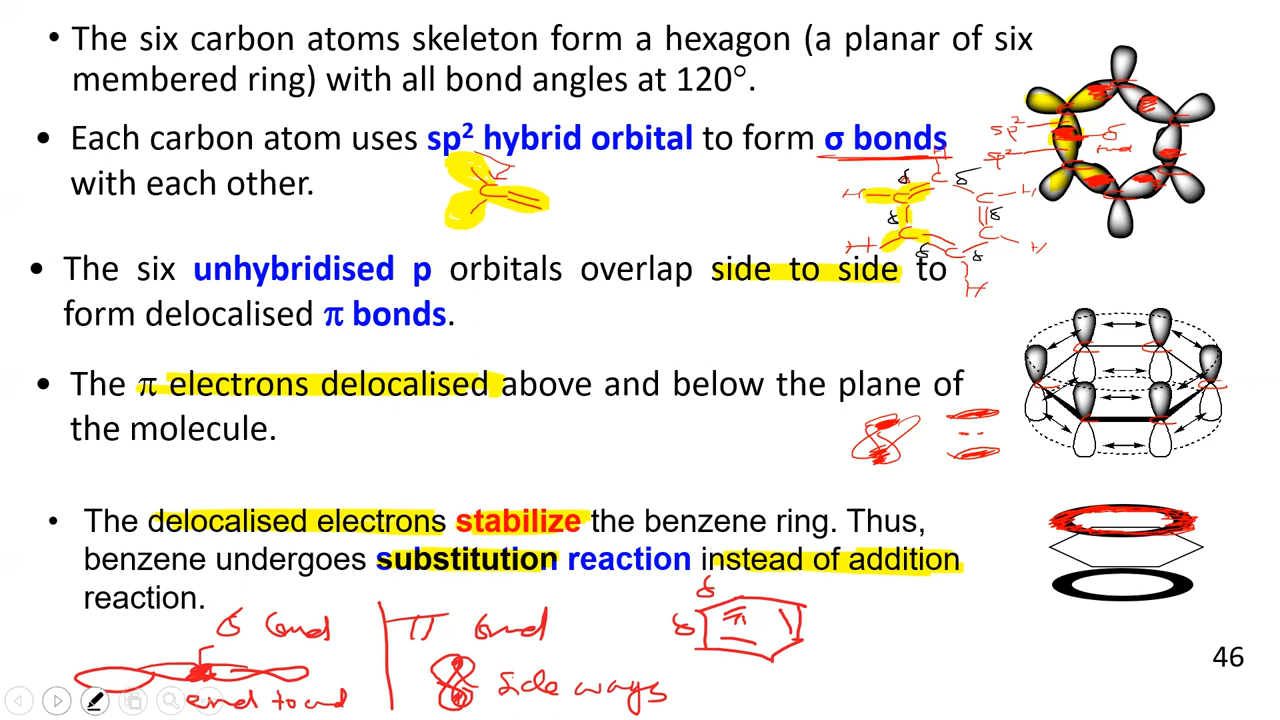 • The six carbon atoms skeleton form a hexagon (a planar of six
membered ring) with all bond angles at 120°.
• Each carbon atom uses sp² hybrid orbital to form σ bonds
with each other.
• The six unhybridised p orbitals overlap side to side to
form delocalised π bonds.
• The π electrons delocalised above and below the plane of
the molecule.
• The delocalised electrons stabilize the benzene ring. Thus,
benzene undergoes substitution reaction instead of addition
reaction.
sp²
sp²
σ
H
H
H
H
H
H
C
C
C
C
C
C
σ
σ
σ
σ
σ
σ
C
C
C
C
C
C
σ bond
end to end
π bond
side ways
σ
σ
π
46